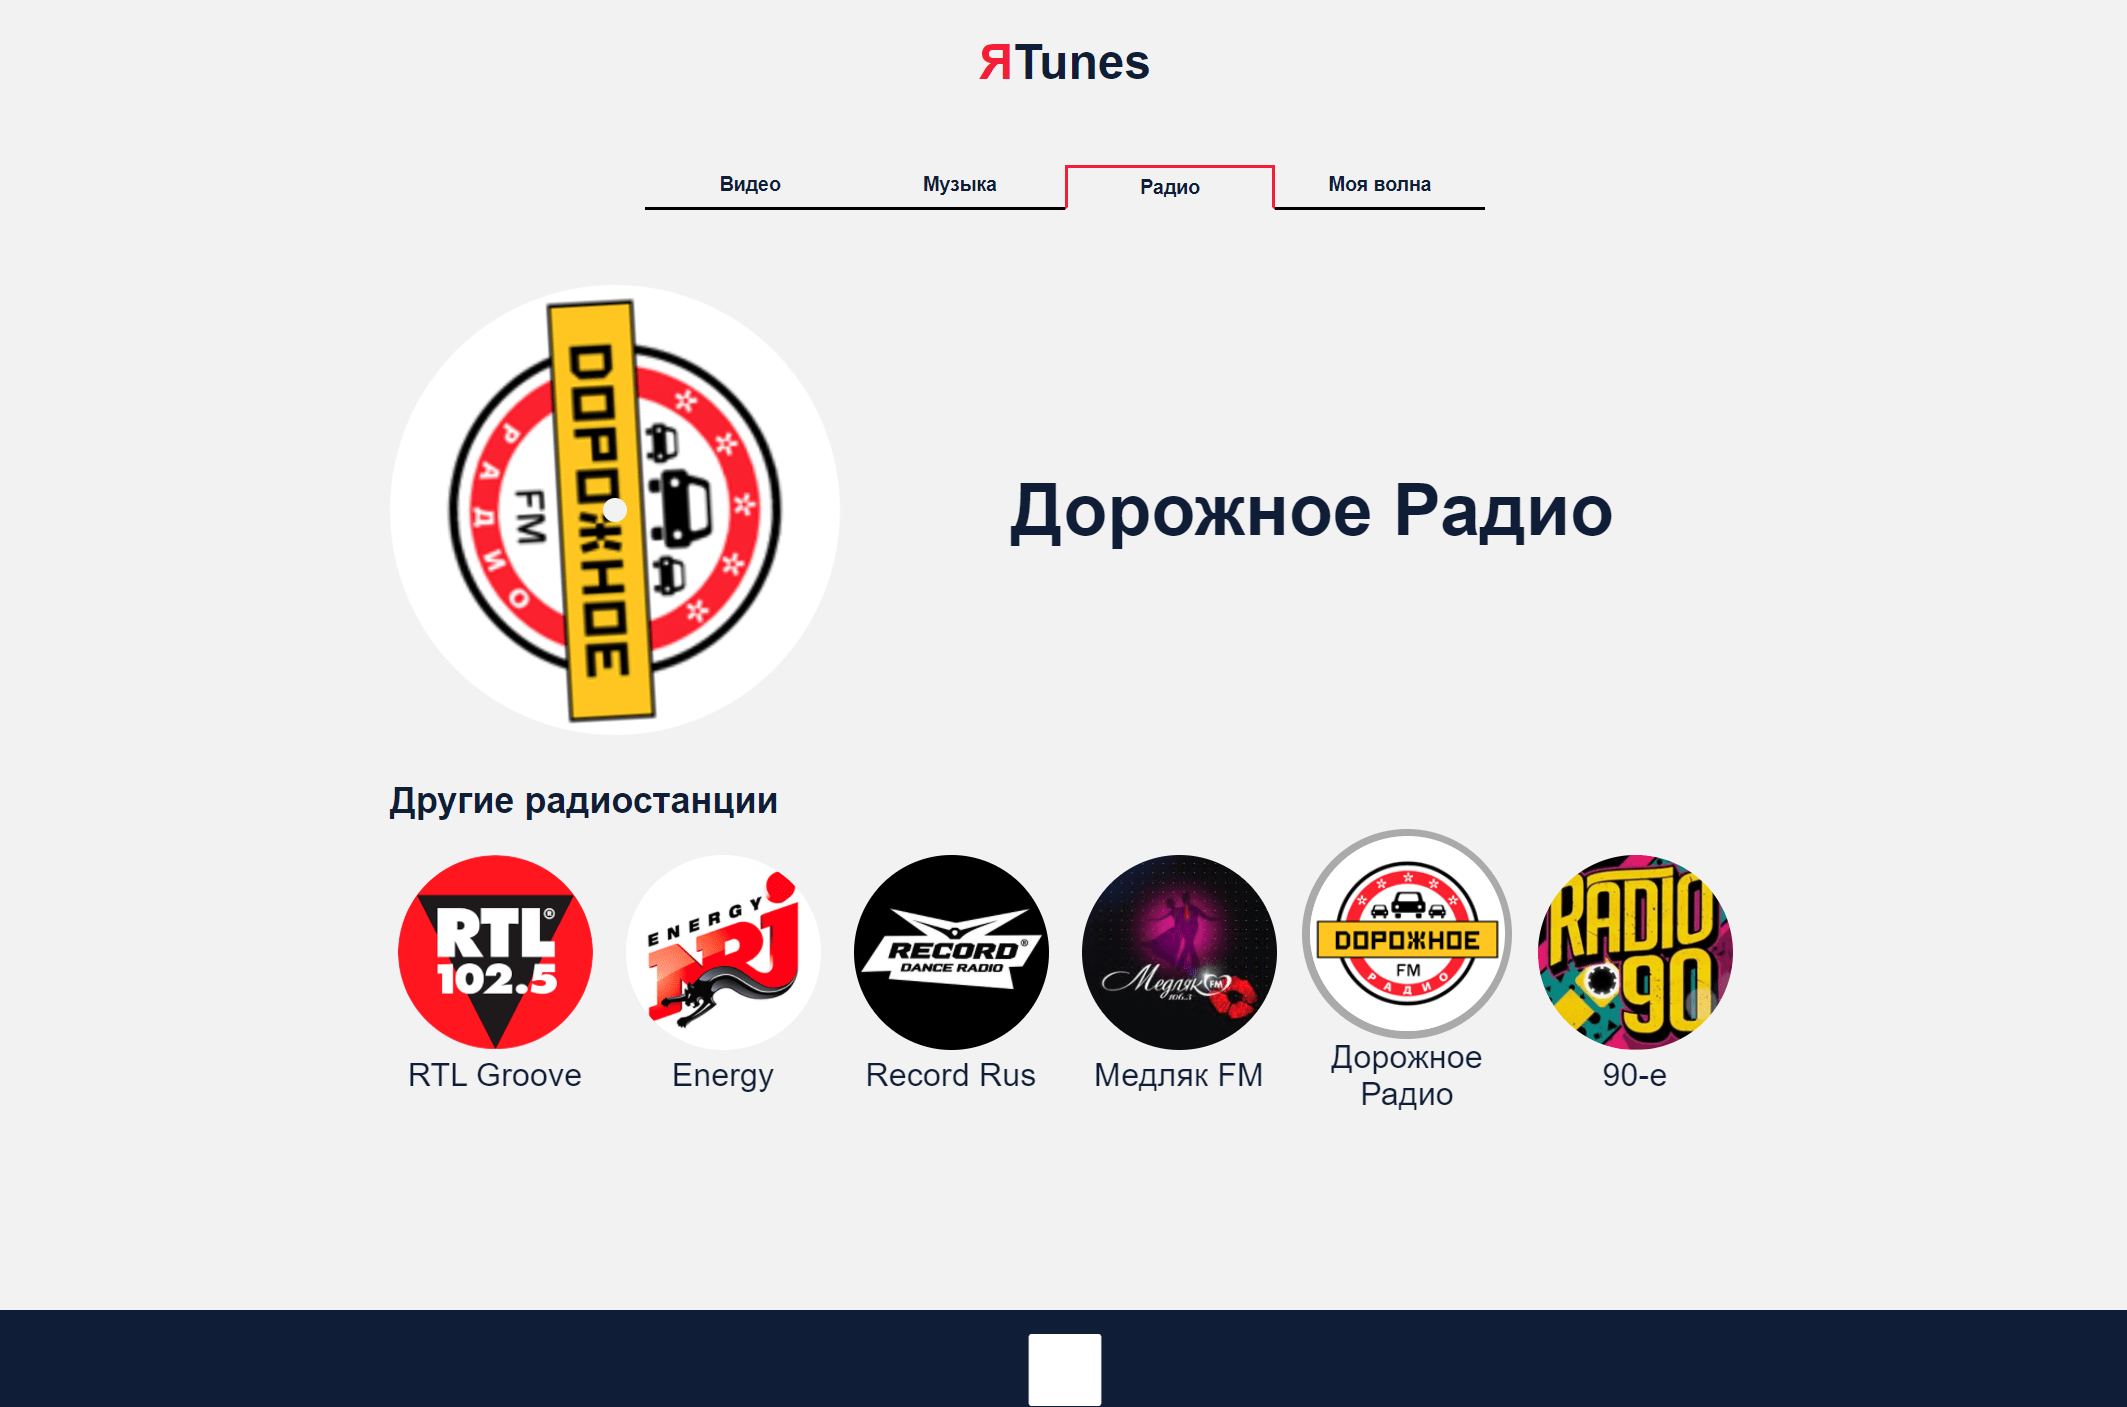 ЯTunes
Видео
Музыка
Радио
Моя волна
ДОРОЖНОЕ
FM
РАДИО
Дорожное Радио
Другие радиостанции
RTL®
102.5
ENERGY
NRJ
RECORD®
DANCE RADIO
Медляк FM
106.3
ДОРОЖНОЕ
FM
РАДИО
RADIO
90
RTL Groove
Energy
Record Rus
Медляк FM
Дорожное
Радио
90-е